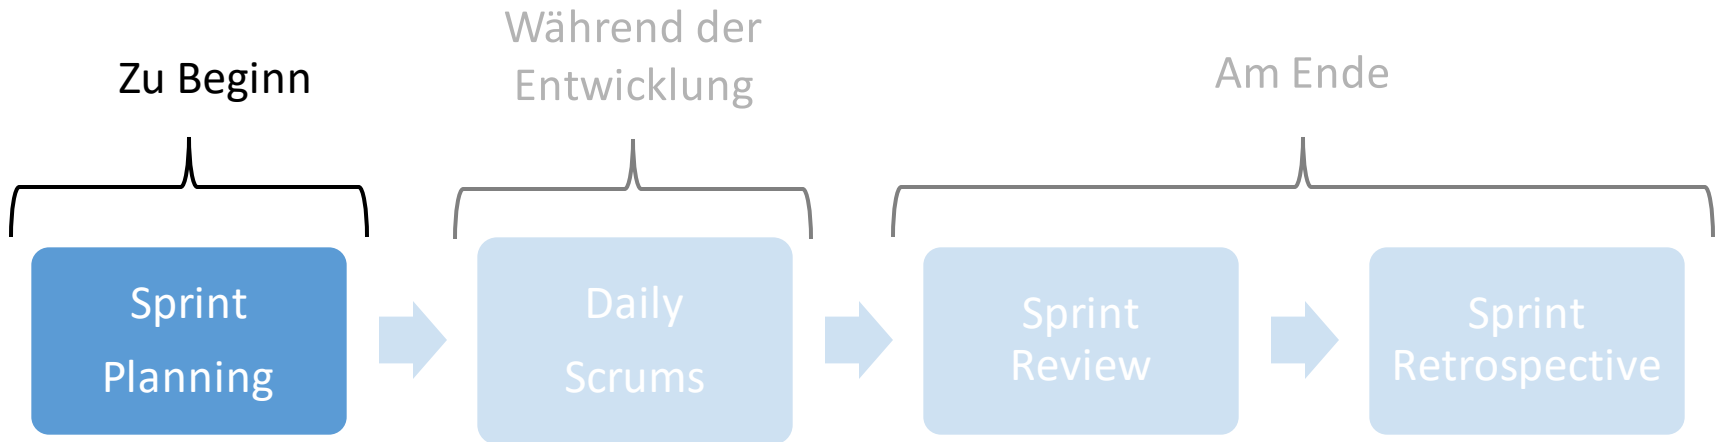 Zu Beginn
Während der
Entwicklung
Am Ende
Sprint
Planning
Daily
Scrums
Sprint
Review
Sprint
Retrospective